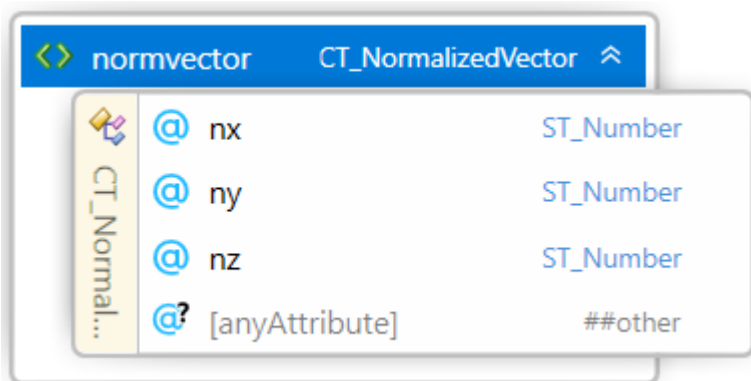 normvector CT_NormalizedVector
CT_Normal...
@ nx ST_Number
@ ny ST_Number
@ nz ST_Number
@? [anyAttribute] ##other